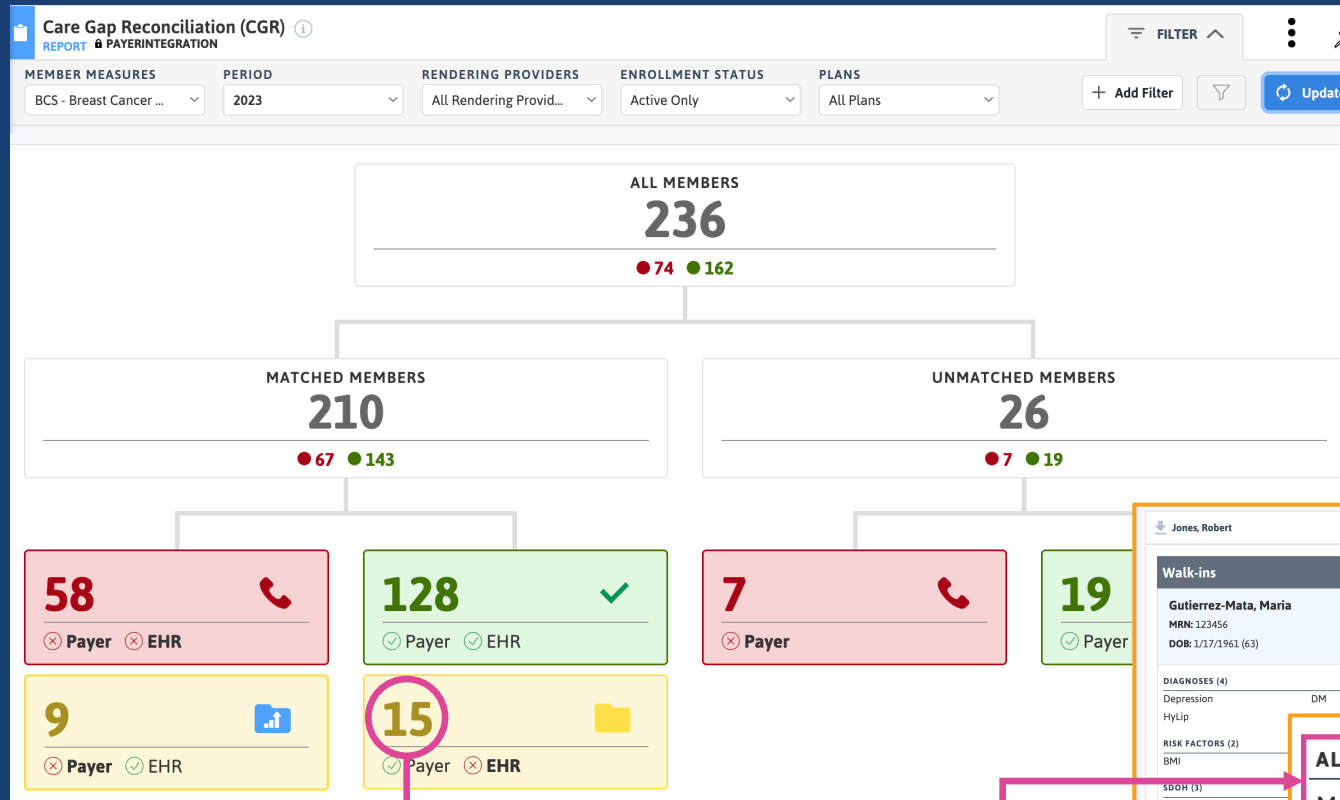 Care Gap Reconciliation (CGR)
REPORT PAYERINTEGRATION
FILTER
MEMBER MEASURES
BCS - Breast Cancer ...
PERIOD
2023
RENDERING PROVIDERS
All Rendering Provid...
ENROLLMENT STATUS
Active Only
PLANS
All Plans
+ Add Filter
Updat
ALL MEMBERS
236
74 162
MATCHED MEMBERS
210
67 143
UNMATCHED MEMBERS
26
7 19
58
Payer EHR
128
Payer EHR
7
Payer
19
Payer
9
Payer EHR
15
Payer EHR
Jones, Robert
Walk-ins
Gutierrez-Mata, Maria
MRN: 123456
DOB: 1/17/1961 (63)
DIAGNOSES (4)
Depression DM
HyLip
RISK FACTORS (2)
BMI
SDOH (3)
AL